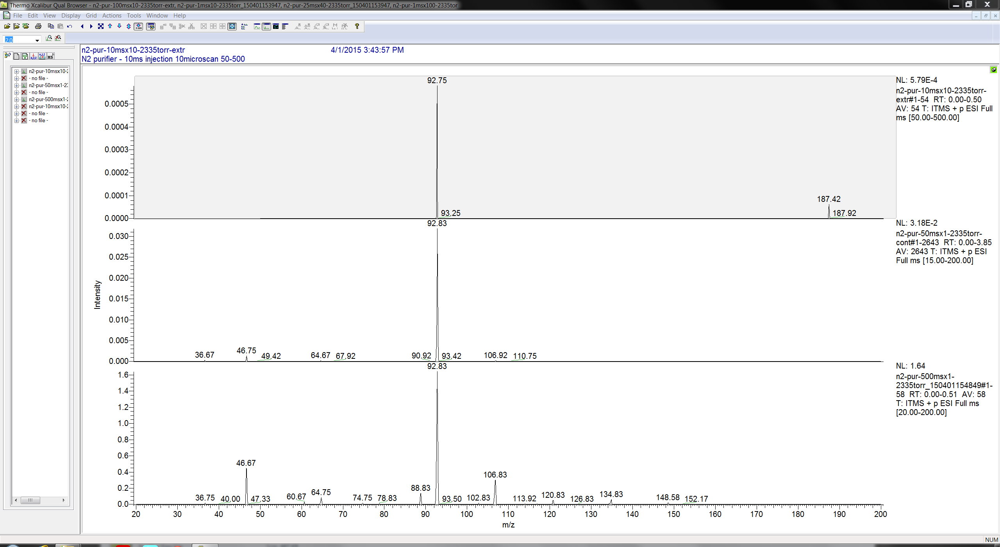 Thermo Xcalibur Qual Browser - n2-pur-100msx10-2335torr-extr, n2-pur-1msx10-2335torr_150401153947, n2-pur-25msx40-2335torr_150401153947, n2-pur-1msx100-2335tor
File Edit View Display Grid Actions Tools Window Help
2.0
n2-pur-10msx10-2
- no file -
n2-pur-50msx1-23
- no file -
n2-pur-500msx1-2
n2-pur-10msx10-2
- no file -
- no file -
n2-pur-10msx10-2335torr-extr 4/1/2015 3:43:57 PM
N2 purifier - 10ms injection 10microscan 50-500
92.75
0.0005
0.0004
0.0003
0.0002
0.0001
0.0000
93.25
187.42
187.92
NL: 5.79E-4
n2-pur-10msx10-2335torr-
extr#1-54 RT: 0.00-0.50
AV: 54 T: ITMS + p ESI Full
ms [50.00-500.00]
92.83
0.030
0.025
0.020
0.015
0.010
0.005
0.000
Intensity
36.67 46.75 49.42 64.67 67.92 90.92 93.42 106.92 110.75
NL: 3.18E-2
n2-pur-50msx1-2335torr-
cont#1-2643 RT: 0.00-3.85
AV: 2643 T: ITMS + p ESI
Full ms [15.00-200.00]
92.83
1.6
1.4
1.2
1.0
0.8
0.6
0.4
0.2
0.0
36.75 40.00 46.67 47.33 60.67 64.75 74.75 78.83 88.83 93.50 102.83 106.83 113.92 120.83 126.83 134.83 148.58 152.17
NL: 1.64
n2-pur-500msx1-
2335torr_150401154849#1-
58 RT: 0.00-0.51 AV: 58
T: ITMS + p ESI Full ms
[20.00-200.00]
20 30 40 50 60 70 80 90 100 110 120 130 140 150 160 170 180 190 200
m/z
NUM